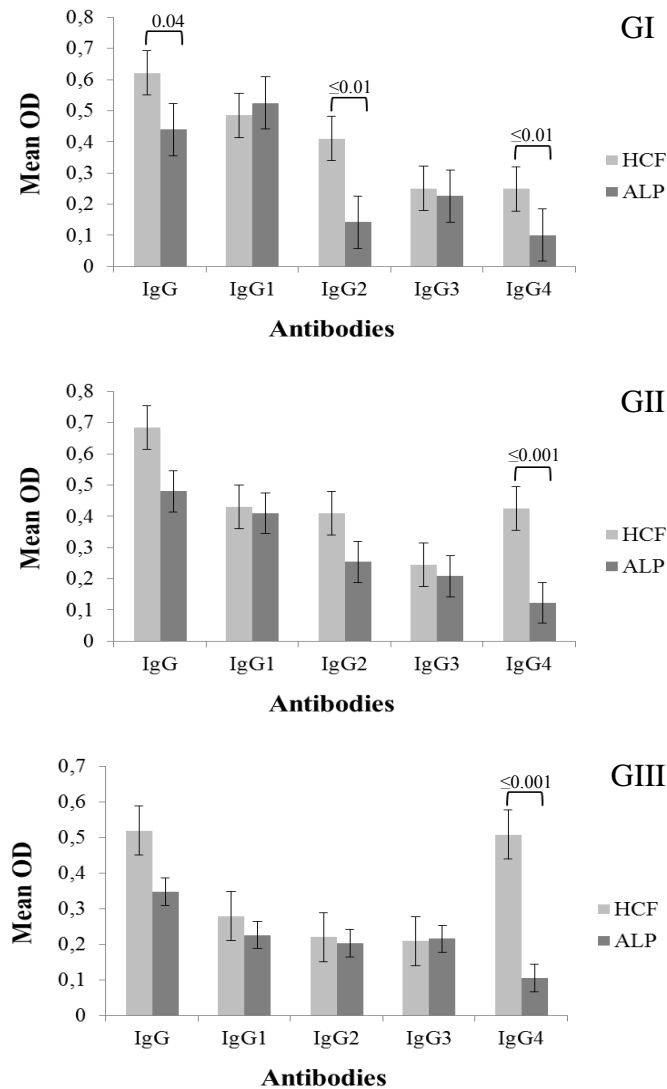 GI
0.04
≤0.01
≤0.01
0,8
0,7
0,6
0,5
0,4
0,3
0,2
0,1
0
Mean OD
HCF
ALP
IgG IgG1 IgG2 IgG3 IgG4
Antibodies
GII
≤0.001
0,8
0,7
0,6
0,5
0,4
0,3
0,2
0,1
0
Mean OD
HCF
ALP
IgG IgG1 IgG2 IgG3 IgG4
Antibodies
GIII
≤0.001
0,7
0,6
0,5
0,4
0,3
0,2
0,1
0
Mean OD
HCF
ALP
IgG IgG1 IgG2 IgG3 IgG4
Antibodies